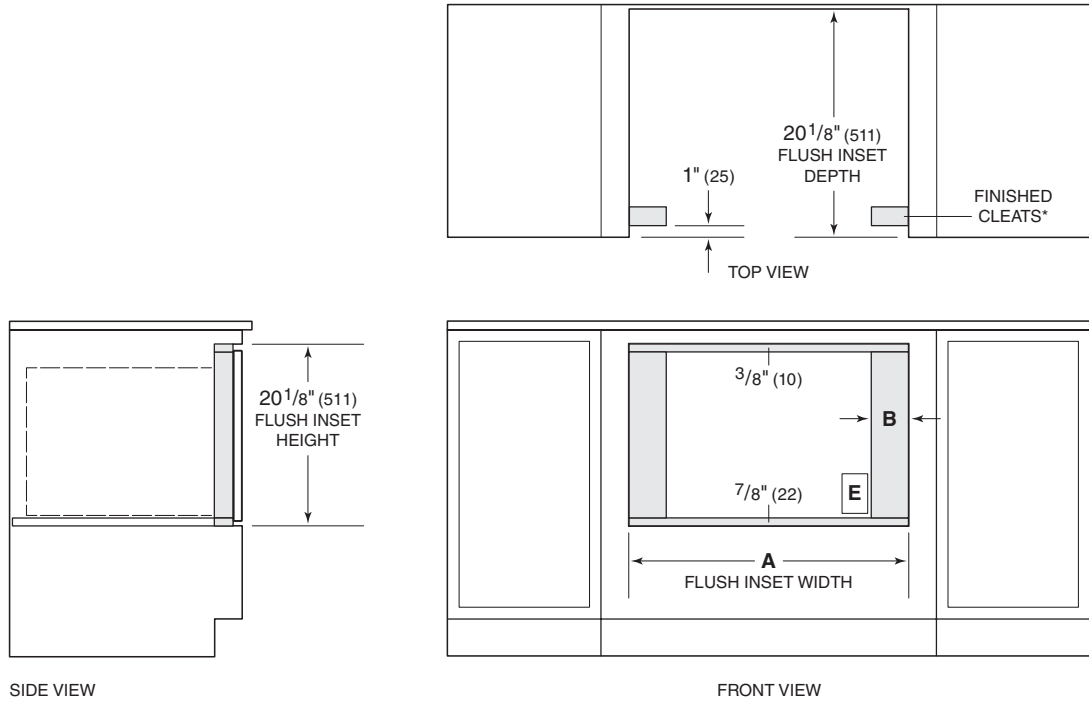 20 1/8" (511)
FLUSH INSET
DEPTH
1" (25)
FINISHED
CLEATS*
TOP VIEW
20 1/8" (511)
FLUSH INSET
HEIGHT
3/8" (10)
B
7/8" (22)
E
A
FLUSH INSET WIDTH
SIDE VIEW
FRONT VIEW